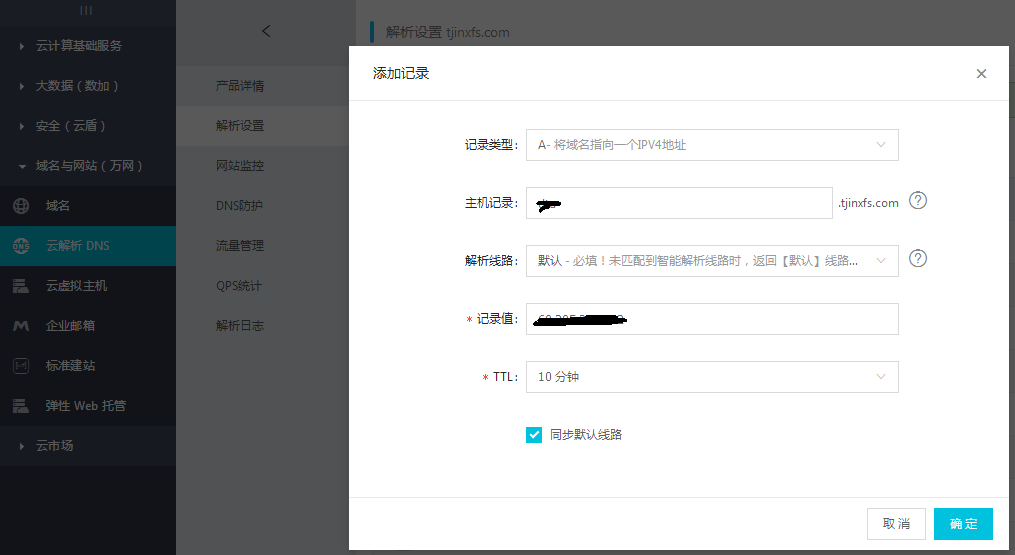 云计算基础服务
大数据（数加）
安全（云盾）
域名与网站（万网）
域名
云解析 DNS
云虚拟主机
企业邮箱
标准建站
弹性 Web 托管
云市场
产品详情
解析设置
网站监控
DNS防护
流量管理
QPS统计
解析日志
解析设置 tjinxfs.com
添加记录
记录类型： A- 将域名指向一个IPV4地址
主机记录： .tjinxfs.com
解析线路： 默认 - 必填！未匹配到智能解析线路时，返回【默认】线路...
* 记录值：
* TTL： 10 分钟
同步默认线路
取消 确定